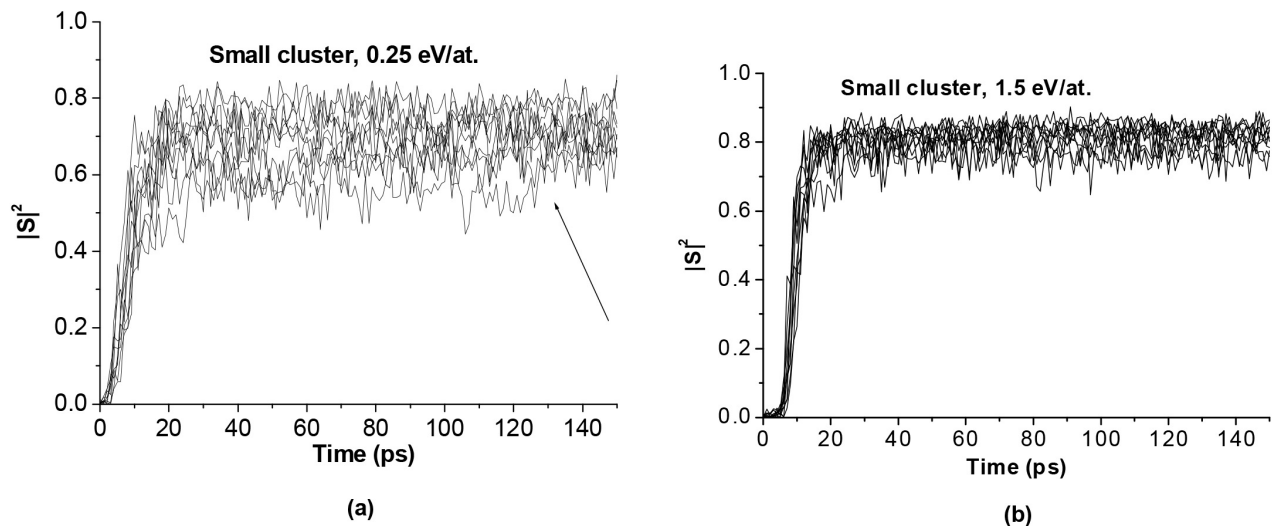 1.0
Small cluster, 0.25 eV/at.
0.8
0.6
0.4
0.2
0.0
|S|²
0 20 40 60 80 100 120 140
Time (ps)
(a)
1.0
Small cluster, 1.5 eV/at.
0.8
0.6
0.4
0.2
0.0
|S|²
0 20 40 60 80 100 120 140
Time (ps)
(b)